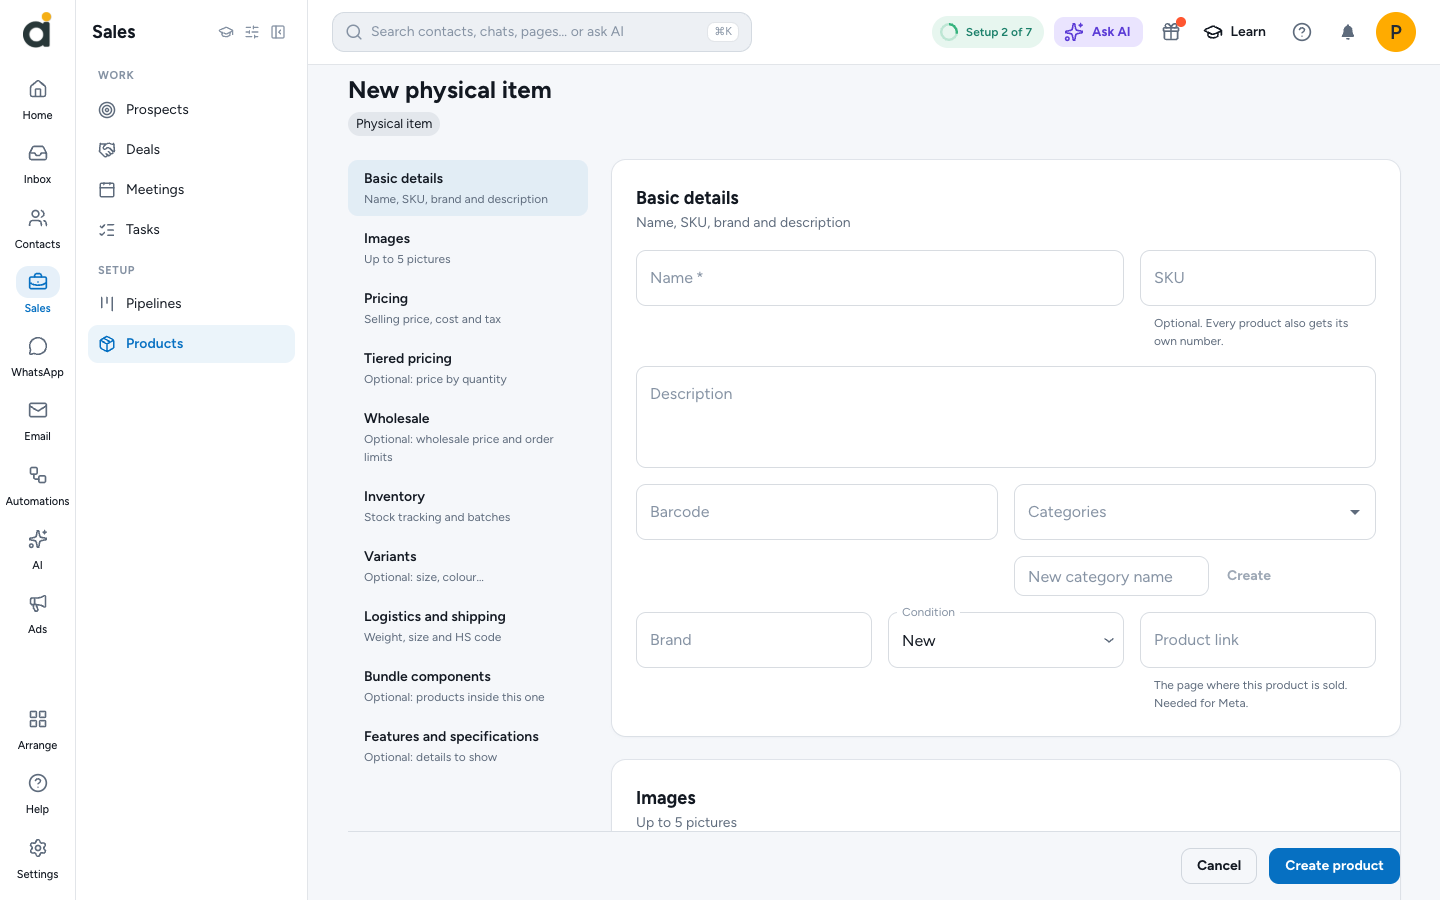 Sales
Search contacts, chats, pages... or ask AI
⌘K
Setup 2 of 7
Ask AI
Learn
P
Home
Inbox
Contacts
Sales
WhatsApp
Email
Automations
AI
Ads
Arrange
Help
Settings
WORK
Prospects
Deals
Meetings
Tasks
SETUP
Pipelines
Products
New physical item
Physical item
Basic details
Name, SKU, brand and description
Images
Up to 5 pictures
Pricing
Selling price, cost and tax
Tiered pricing
Optional: price by quantity
Wholesale
Optional: wholesale price and order
limits
Inventory
Stock tracking and batches
Variants
Optional: size, colour...
Logistics and shipping
Weight, size and HS code
Bundle components
Optional: products inside this one
Features and specifications
Optional: details to show
Basic details
Name, SKU, brand and description
Name *
SKU
Optional. Every product also gets its
own number.
Description
Barcode
Categories
New category name
Create
Brand
Condition
New
Product link
The page where this product is sold.
Needed for Meta.
Images
Up to 5 pictures
Cancel
Create product